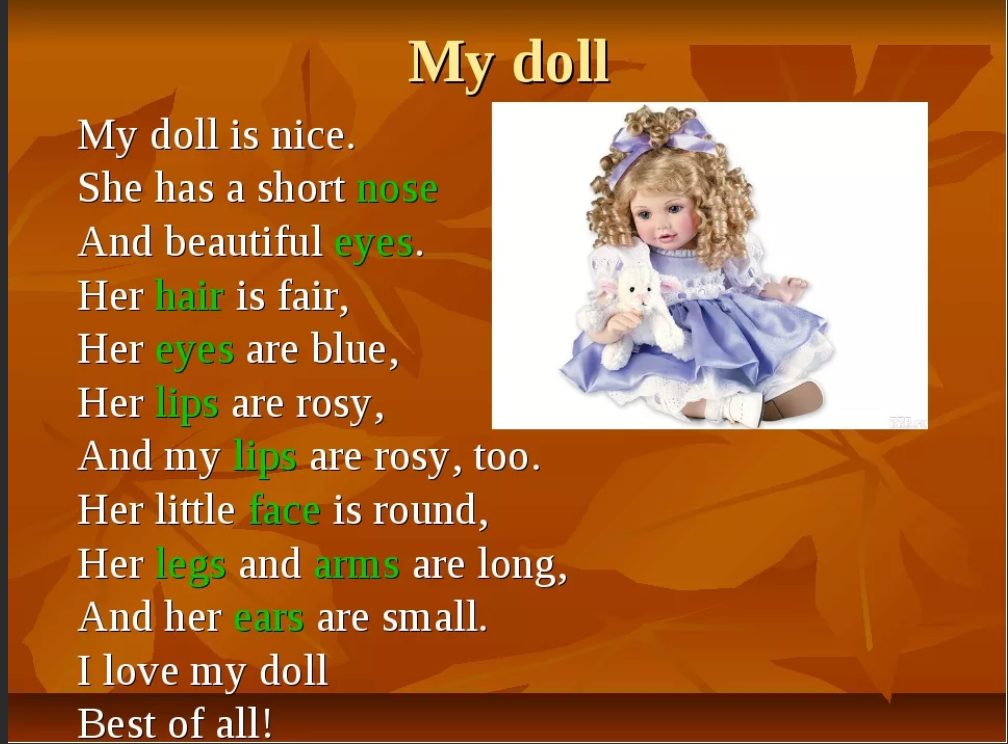 My doll
My doll is nice.
She has a short nose
And beautiful eyes.
Her hair is fair,
Her eyes are blue,
Her lips are rosy,
And my lips are rosy, too.
Her little face is round,
Her legs and arms are long,
And her ears are small.
I love my doll
Best of all!